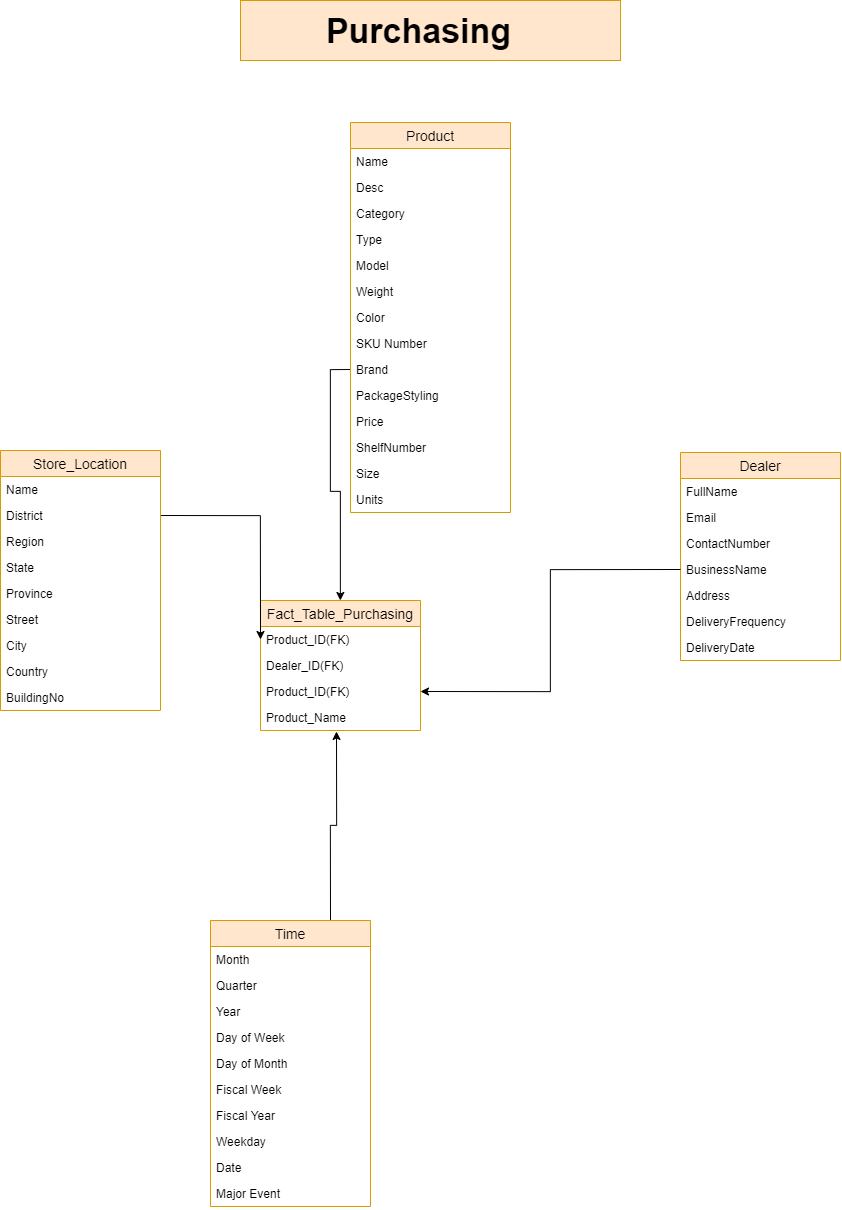 Purchasing
Product
Name
Desc
Category
Type
Model
Weight
Color
SKU Number
Brand
PackageStyling
Price
ShelfNumber
Size
Units
Store_Location
Name
District
Region
State
Province
Street
City
Country
BuildingNo
Dealer
FullName
Email
ContactNumber
BusinessName
Address
DeliveryFrequency
DeliveryDate
Fact_Table_Purchasing
Product_ID(FK)
Dealer_ID(FK)
Product_ID(FK)
Product_Name
Time
Month
Quarter
Year
Day of Week
Day of Month
Fiscal Week
Fiscal Year
Weekday
Date
Major Event